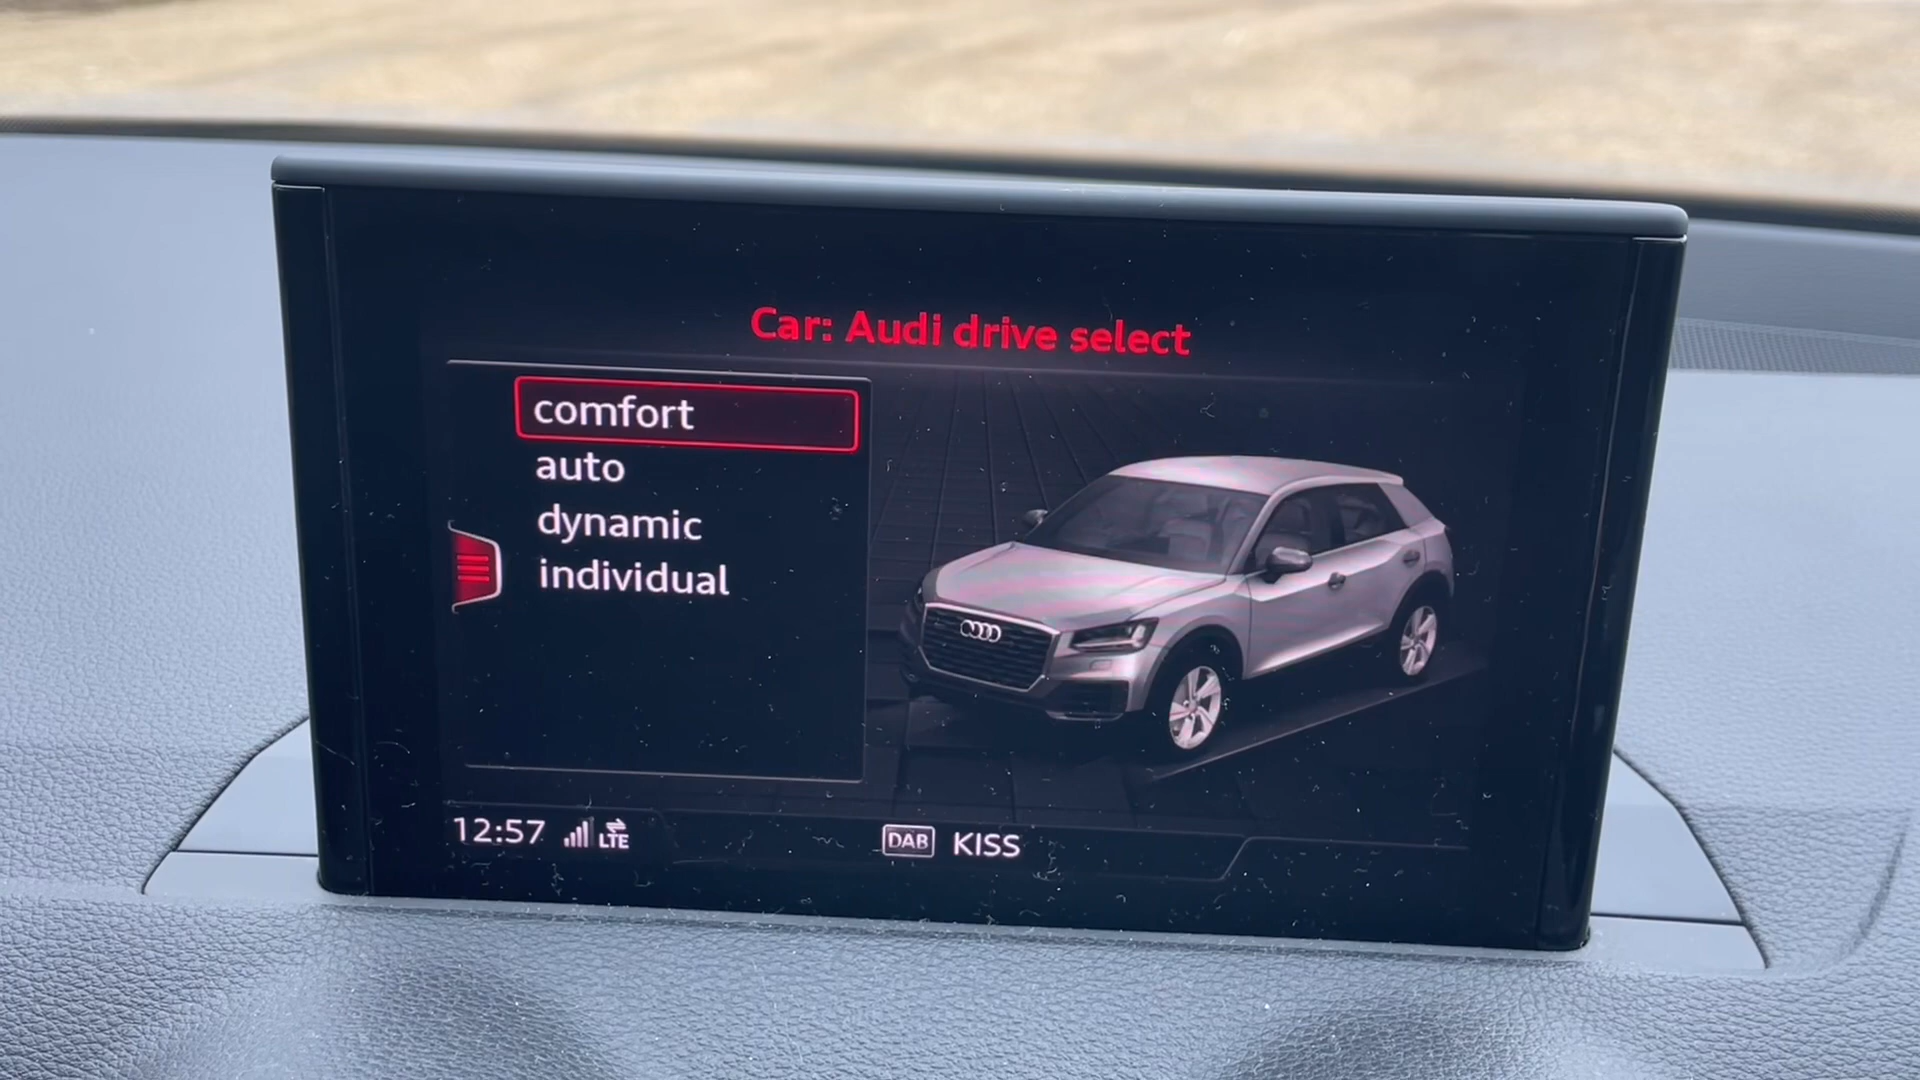 Car: Audi drive select
comfort
auto
dynamic
individual
12:57 LTE DAB KISS